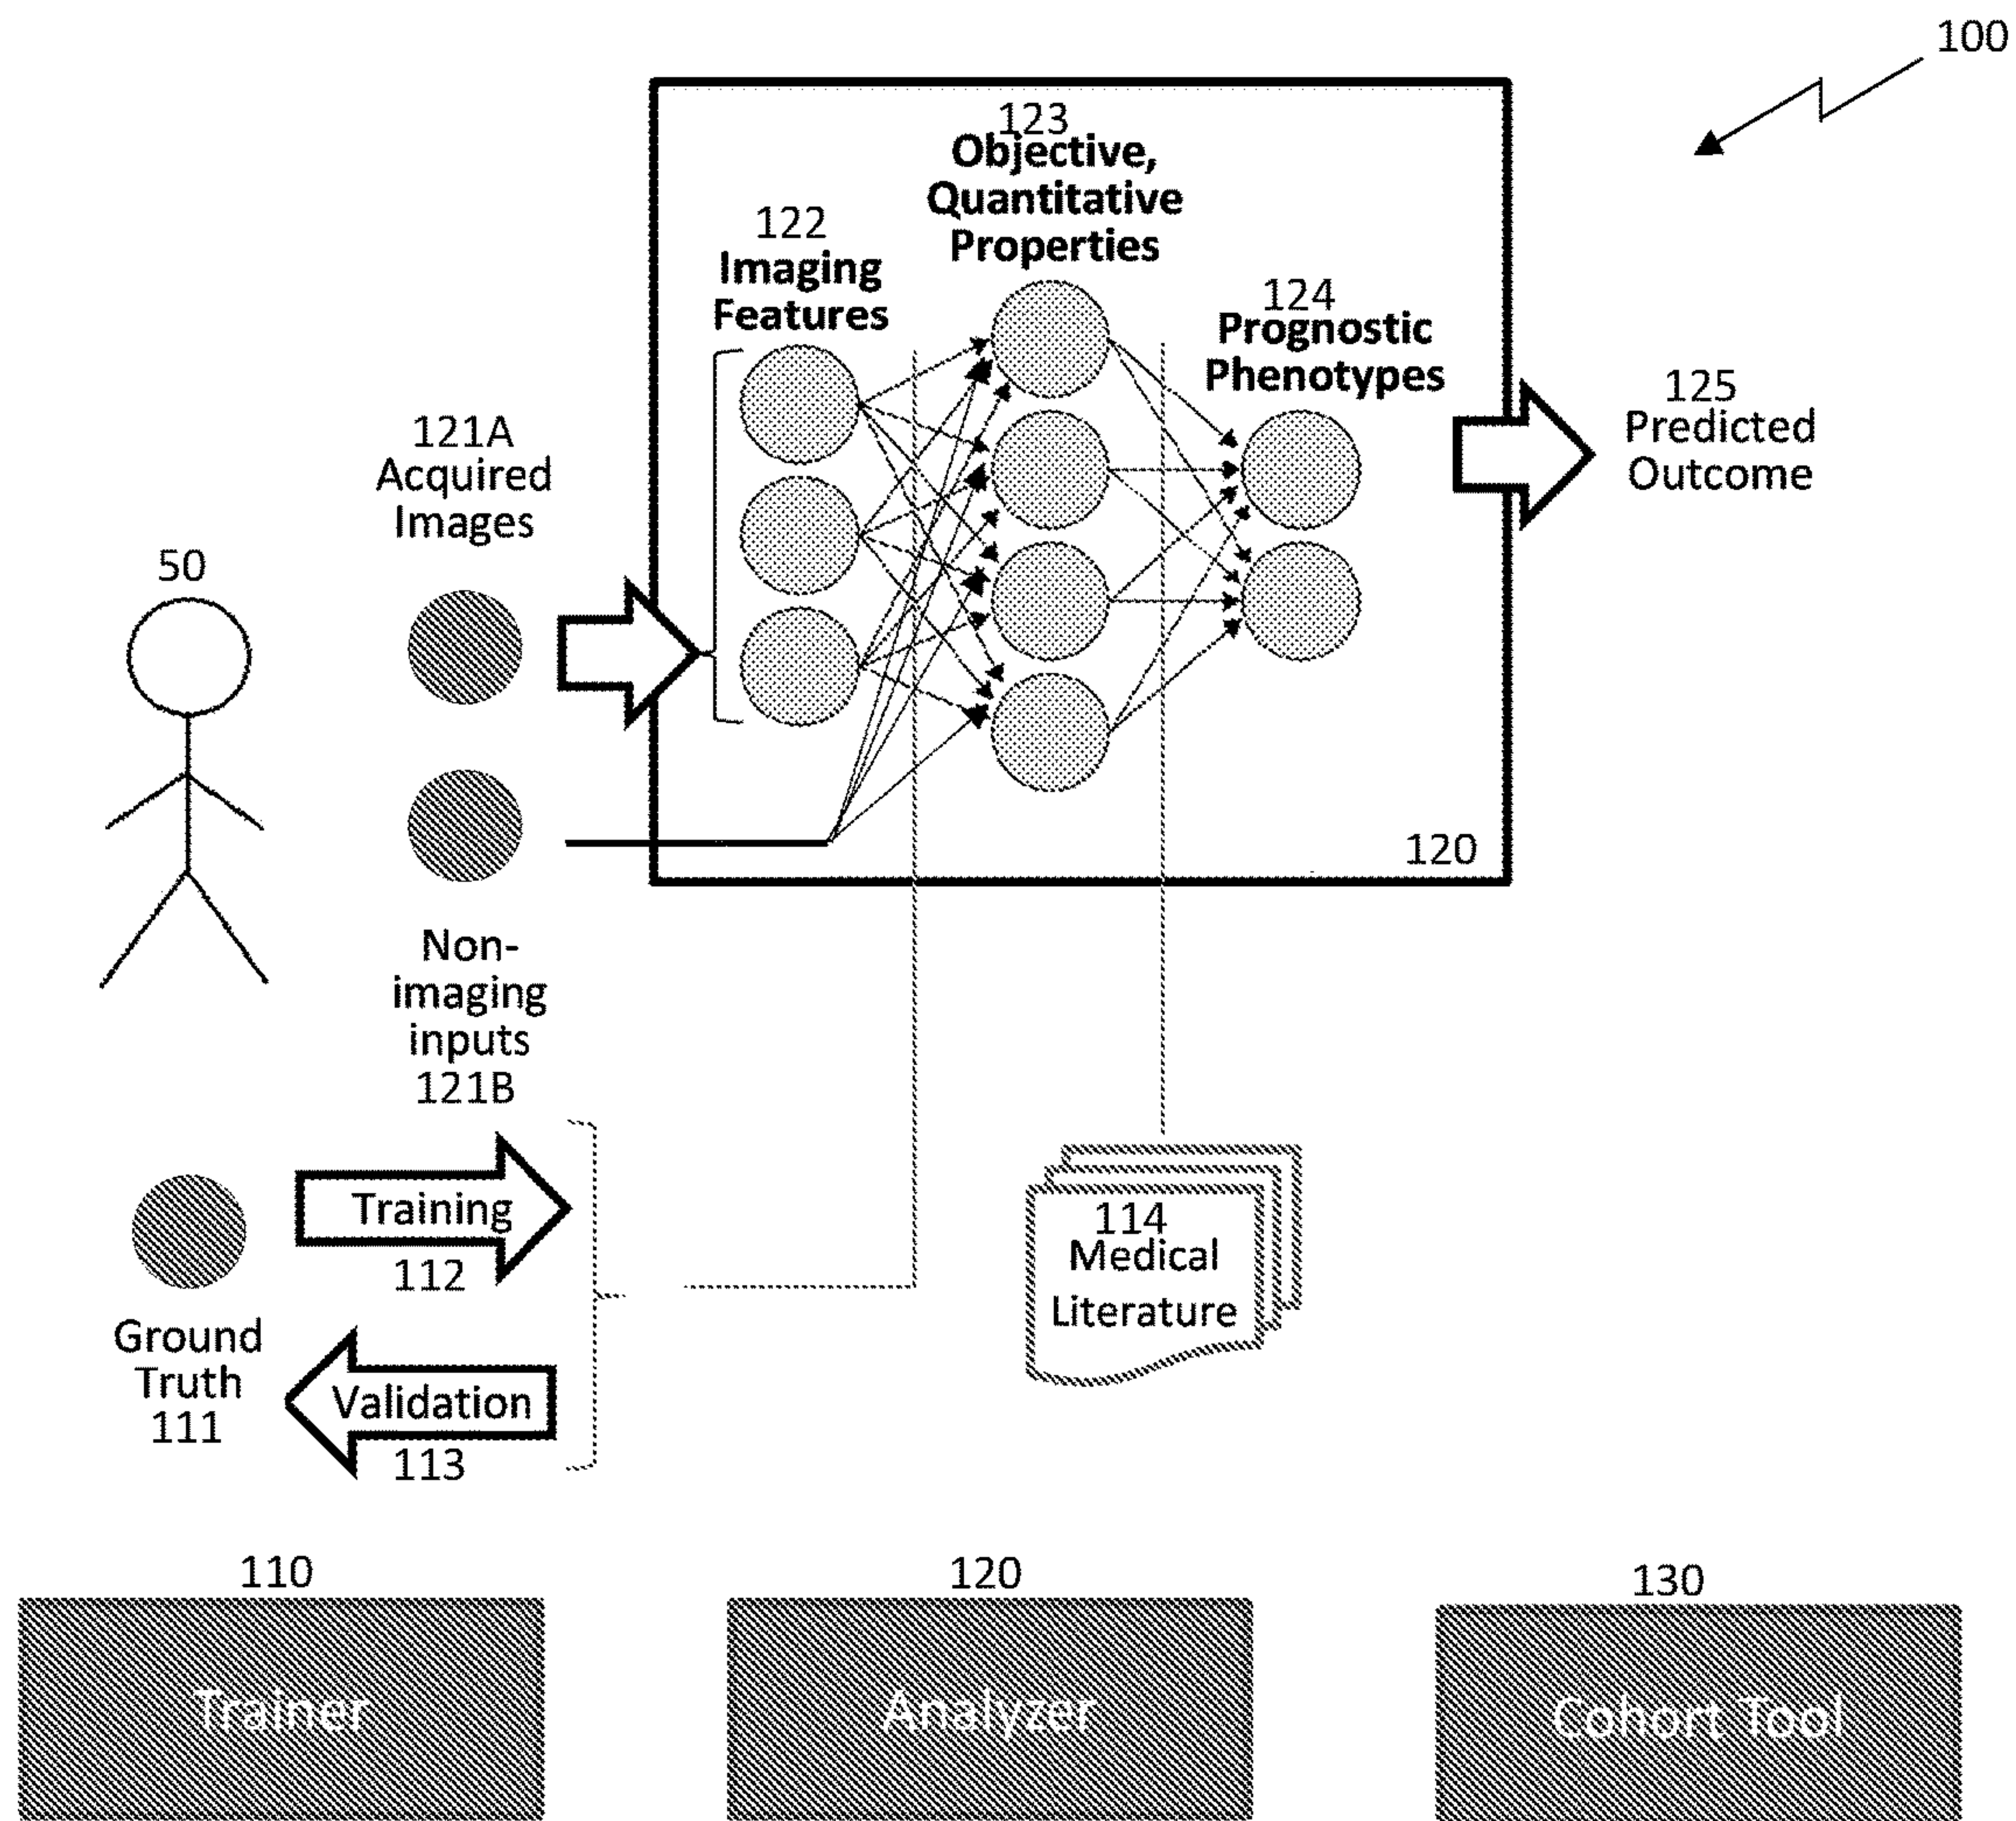 100
123
Objective,
Quantitative
Properties
122
Imaging
Features
124
Prognostic
Phenotypes
125
Predicted
Outcome
121A
Acquired
Images
50
120
Non-
imaging
inputs
121B
Training
112
Ground
Truth
111
Validation
113
114
Medical
Literature
110
Trainer
120
Analyzer
130
Cohort Tool